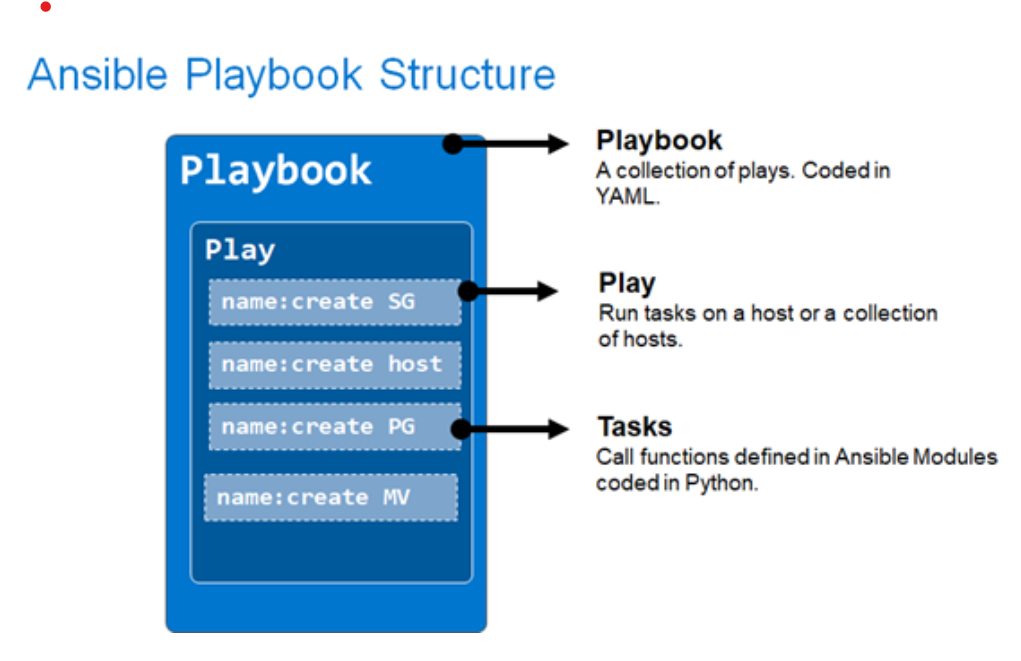 Ansible Playbook Structure
Playbook
Play
name:create SG
name:create host
name:create PG
name:create MV
Playbook
A collection of plays. Coded in
YAML.
Play
Run tasks on a host or a collection
of hosts.
Tasks
Call functions defined in Ansible Modules
coded in Python.